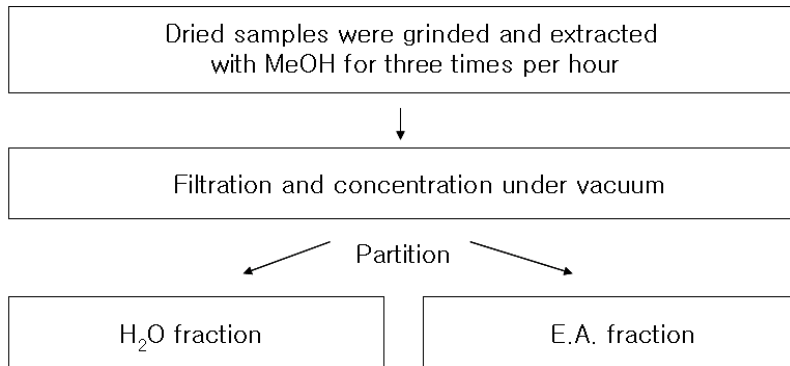 Dried samples were grinded and extracted
with MeOH for three times per hour
Filtration and concentration under vacuum
Partition
H₂O fraction
E.A. fraction